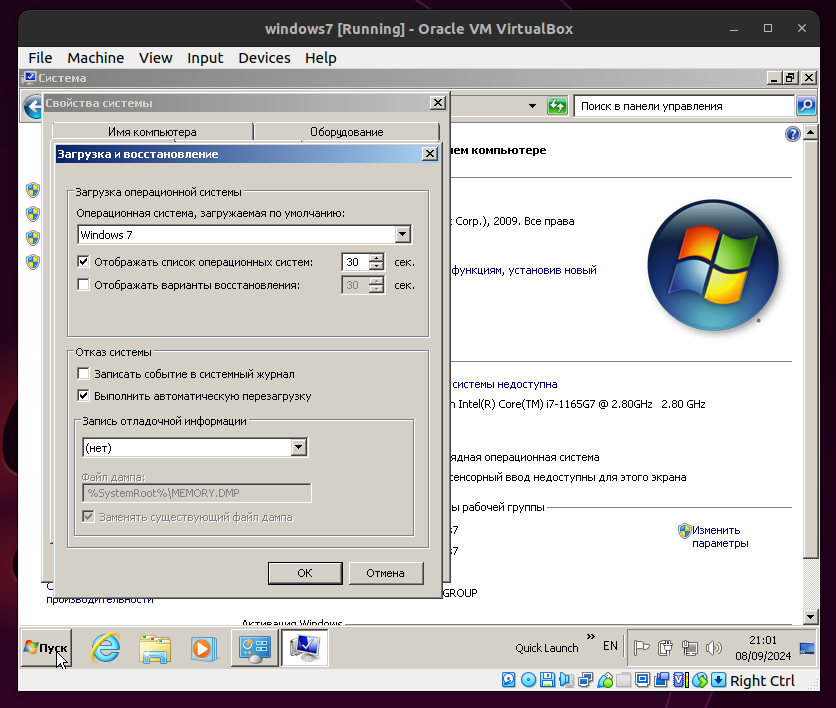 windows7 [Running] - Oracle VM VirtualBox
File Machine View Input Devices Help
Система
Свойства системы
Поиск в панели управления
Имя компьютера
Оборудование
ем компьютере
Загрузка и восстановление
Загрузка операционной системы
Операционная система, загружаемая по умолчанию:
Windows 7
t Corp.), 2009. Все права
Отображать список операционных систем:
30
сек.
функциям, установив новый
Отображать варианты восстановления:
30
сек.
Отказ системы
Записать событие в системный журнал
системы недоступна
Выполнить автоматическую перезагрузку
Intel(R) Core(TM) i7-1165G7 @ 2.80GHz 2.80 GHz
Запись отладочной информации
(нет)
ядная операционная система
Файл дампа:
сенсорный ввод недоступны для этого экрана
%SystemRoot%\MEMORY.DMP
ы рабочей группы
Заменять существующий файл дампа
s7
Изменить
параметры
s7
OK
Отмена
GROUP
производительности
Активация Windows
Пуск
Quick Launch
»
EN
21:01
08/09/2024
Right Ctrl